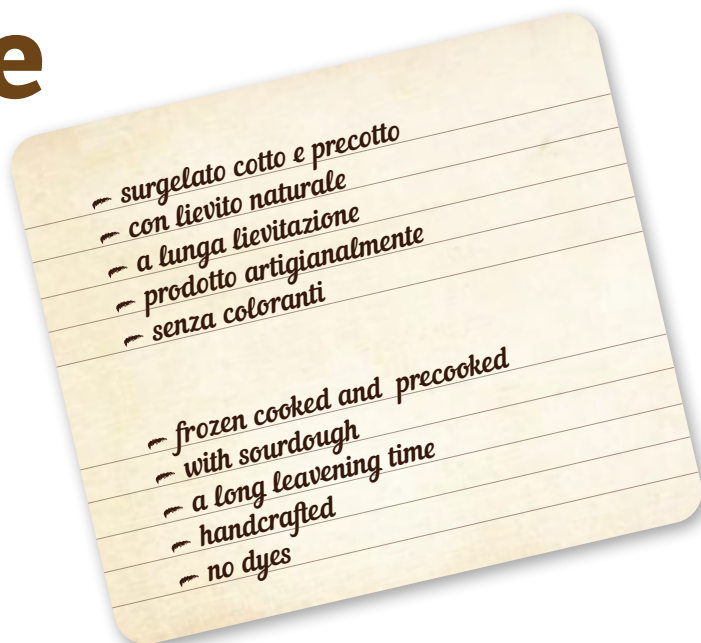 e
surgelato cotto e precotto
con lievito naturale
a lunga lievitazione
prodotto artigianalmente
senza coloranti
frozen cooked and precooked
with sourdough
a long leavening time
handcrafted
no dyes